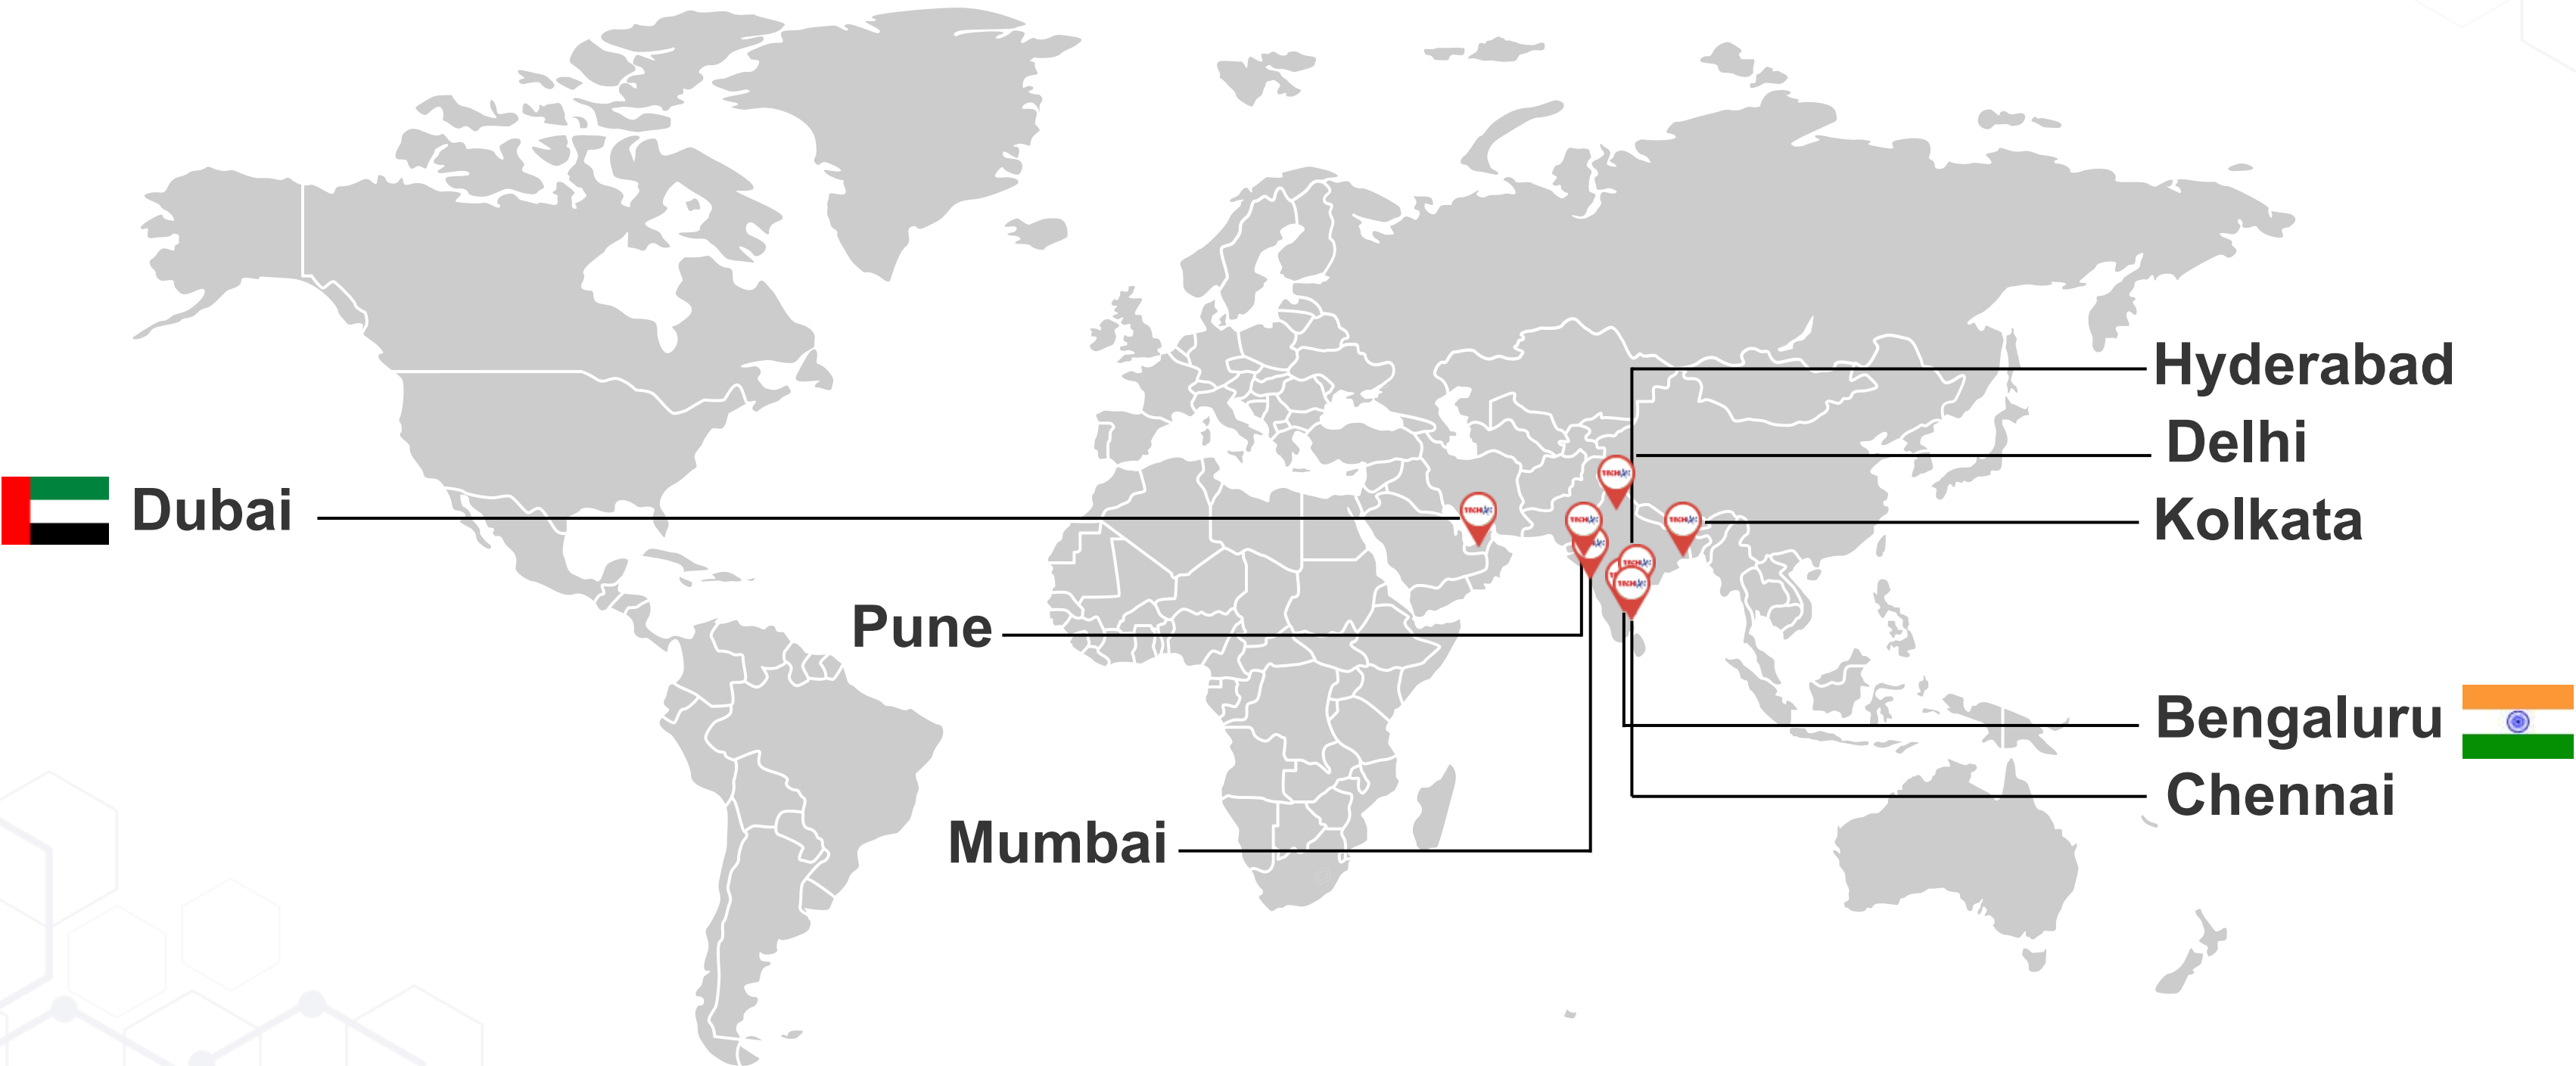 Hyderabad
Delhi
Dubai
Kolkata
Pune
Bengaluru
Chennai
Mumbai